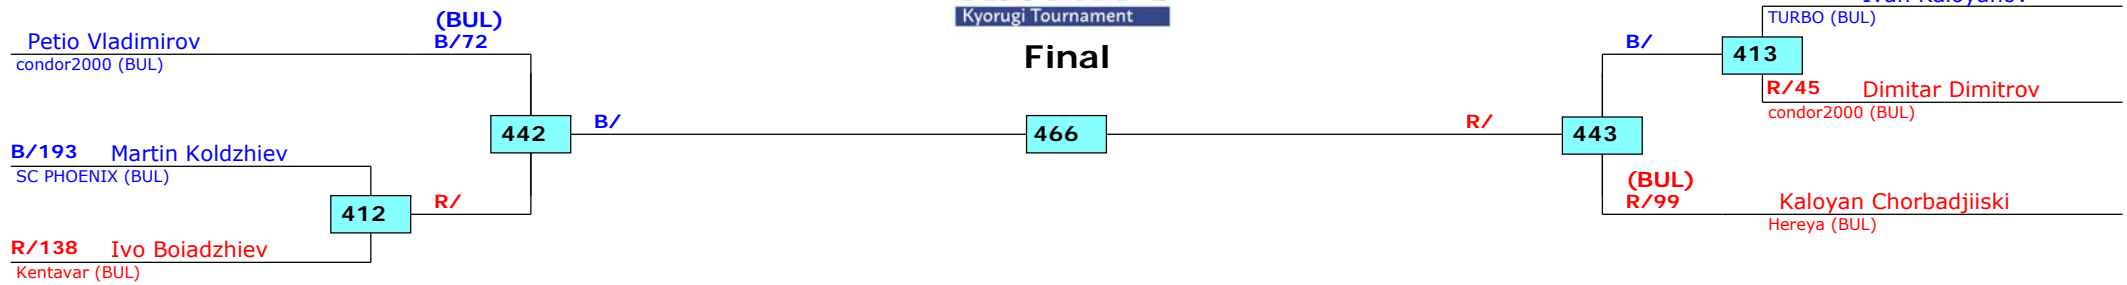 Kyorugi Tournament
Final
(BUL)
B/72
Petio Vladimirov
condor2000 (BUL)
442
B/
B/193 Martin Koldzhiev
SC PHOENIX (BUL)
412
R/
R/138 Ivo Boiadzhiev
Kentavar (BUL)
466
R/
443
B/
413
TURBO (BUL)
R/45 Dimitar Dimitrov
condor2000 (BUL)
(BUL)
R/99 Kaloyan Chorbadjiiski
Hereya (BUL)